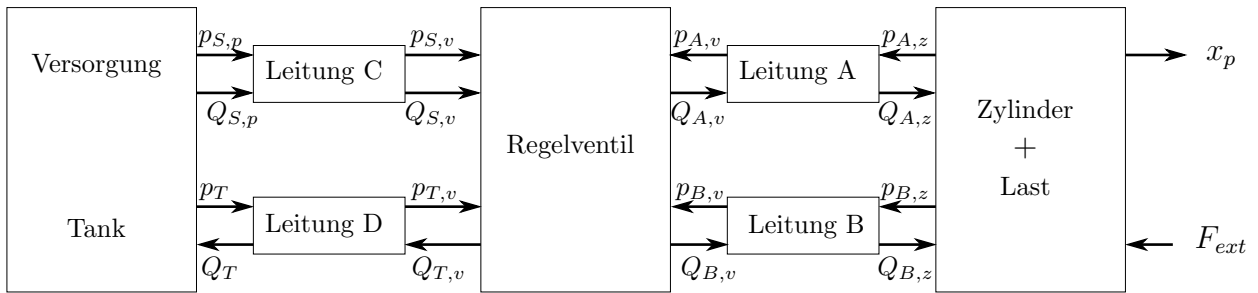 p_{S,p} p_{S,v} p_{A,v} p_{A,z}
Versorgung Leitung C Leitung A x_p
Q_{S,p} Q_{S,v} Q_{A,v} Q_{A,z} Zylinder
Regelventil +
p_T p_{T,v} p_{B,v} p_{B,z} Last
Tank Leitung D Leitung B F_{ext}
Q_T Q_{T,v} Q_{B,v} Q_{B,z}